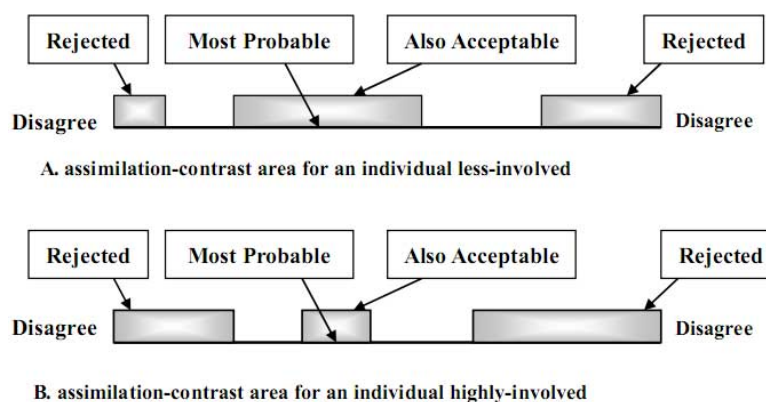 Rejected Most Probable Also Acceptable Rejected
Disagree Disagree
A. assimilation-contrast area for an individual less-involved
Rejected Most Probable Also Acceptable Rejected
Disagree Disagree
B. assimilation-contrast area for an individual highly-involved